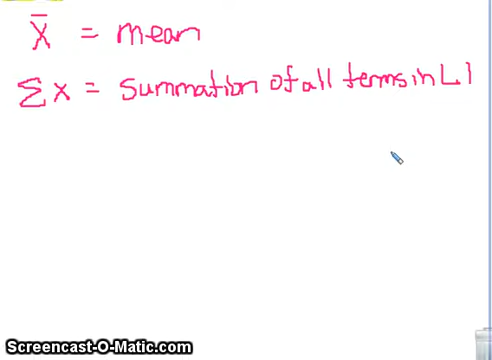 x̄ = mean
Σx = summation of all terms in L1
Screencast-O-Matic.com